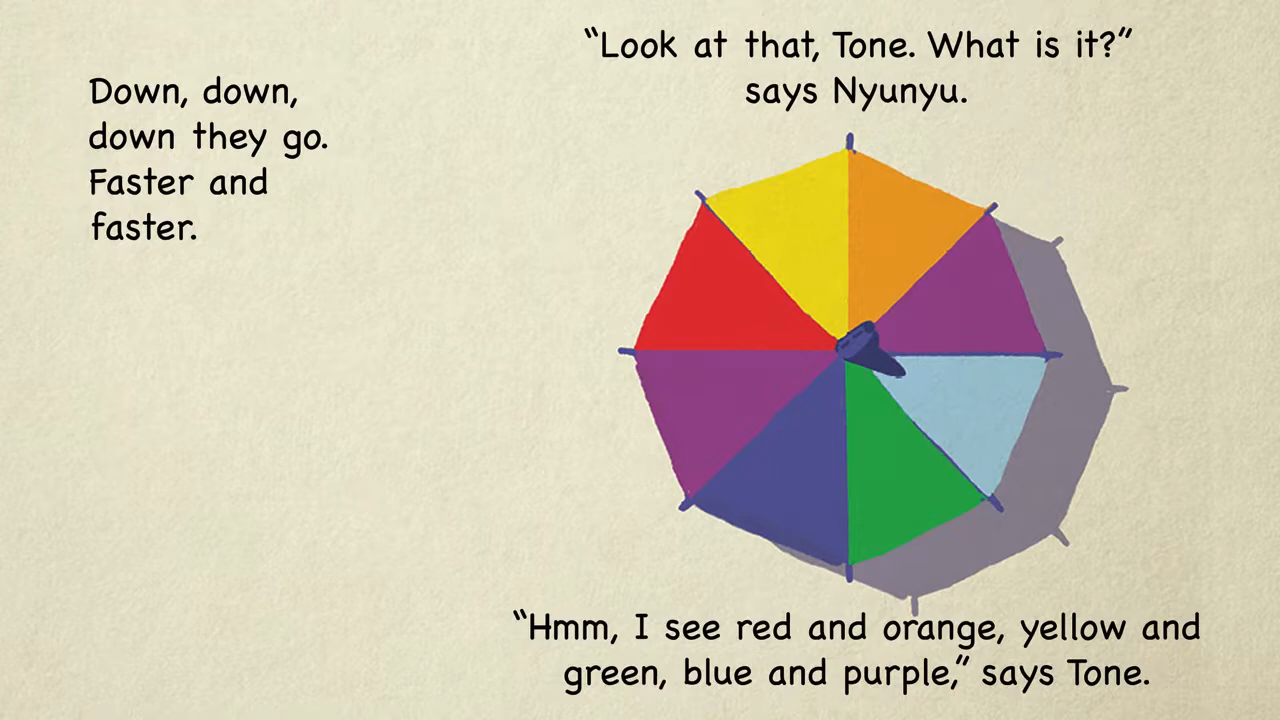 Down, down,
down they go.
Faster and
faster.
“Look at that, Tone. What is it?”
says Nyunyu.
“Hmm, I see red and orange, yellow and
green, blue and purple,” says Tone.